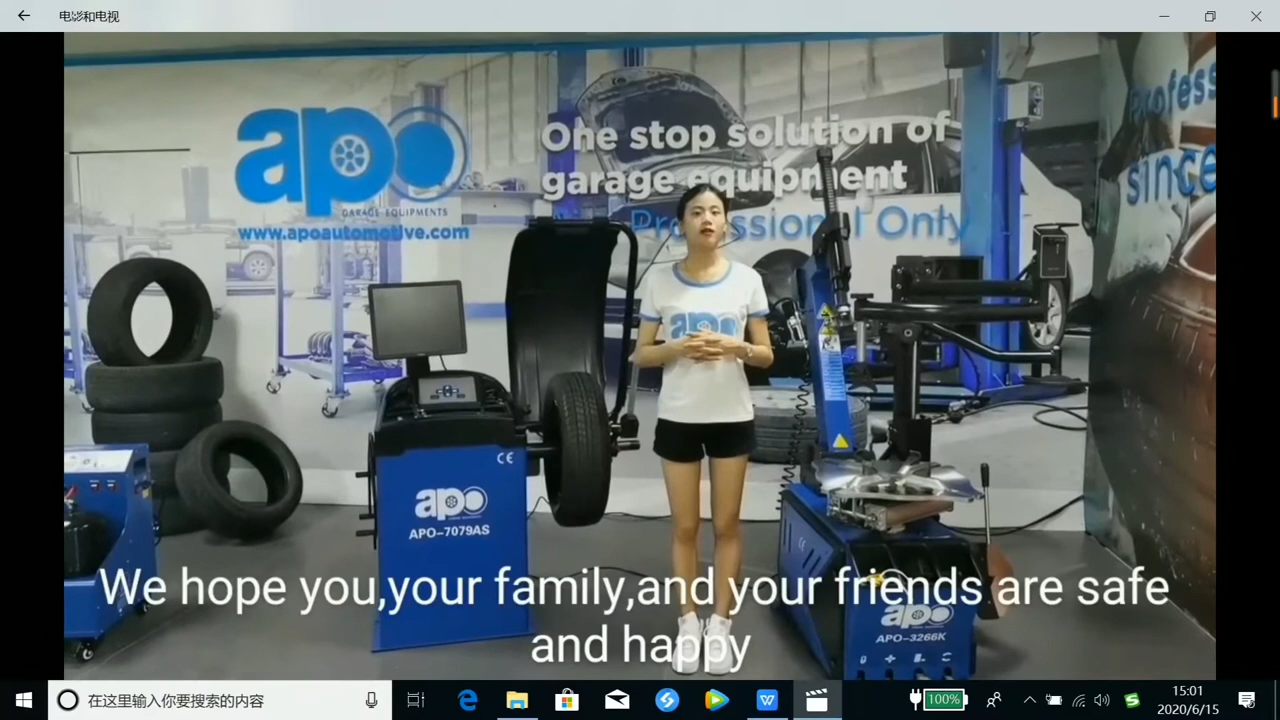 电影和电视
apo
GARAGE EQUIPMENTS
www.apoautomotive.com
One stop solution of
garage equipment
Professional Only
Profess
since
apo
CE
apo
APO-7079AS
CE
apo
APO-3266K
We hope you,your family,and your friends are safe
and happy
在这里输入你要搜索的内容
100%
15:01
2020/6/15